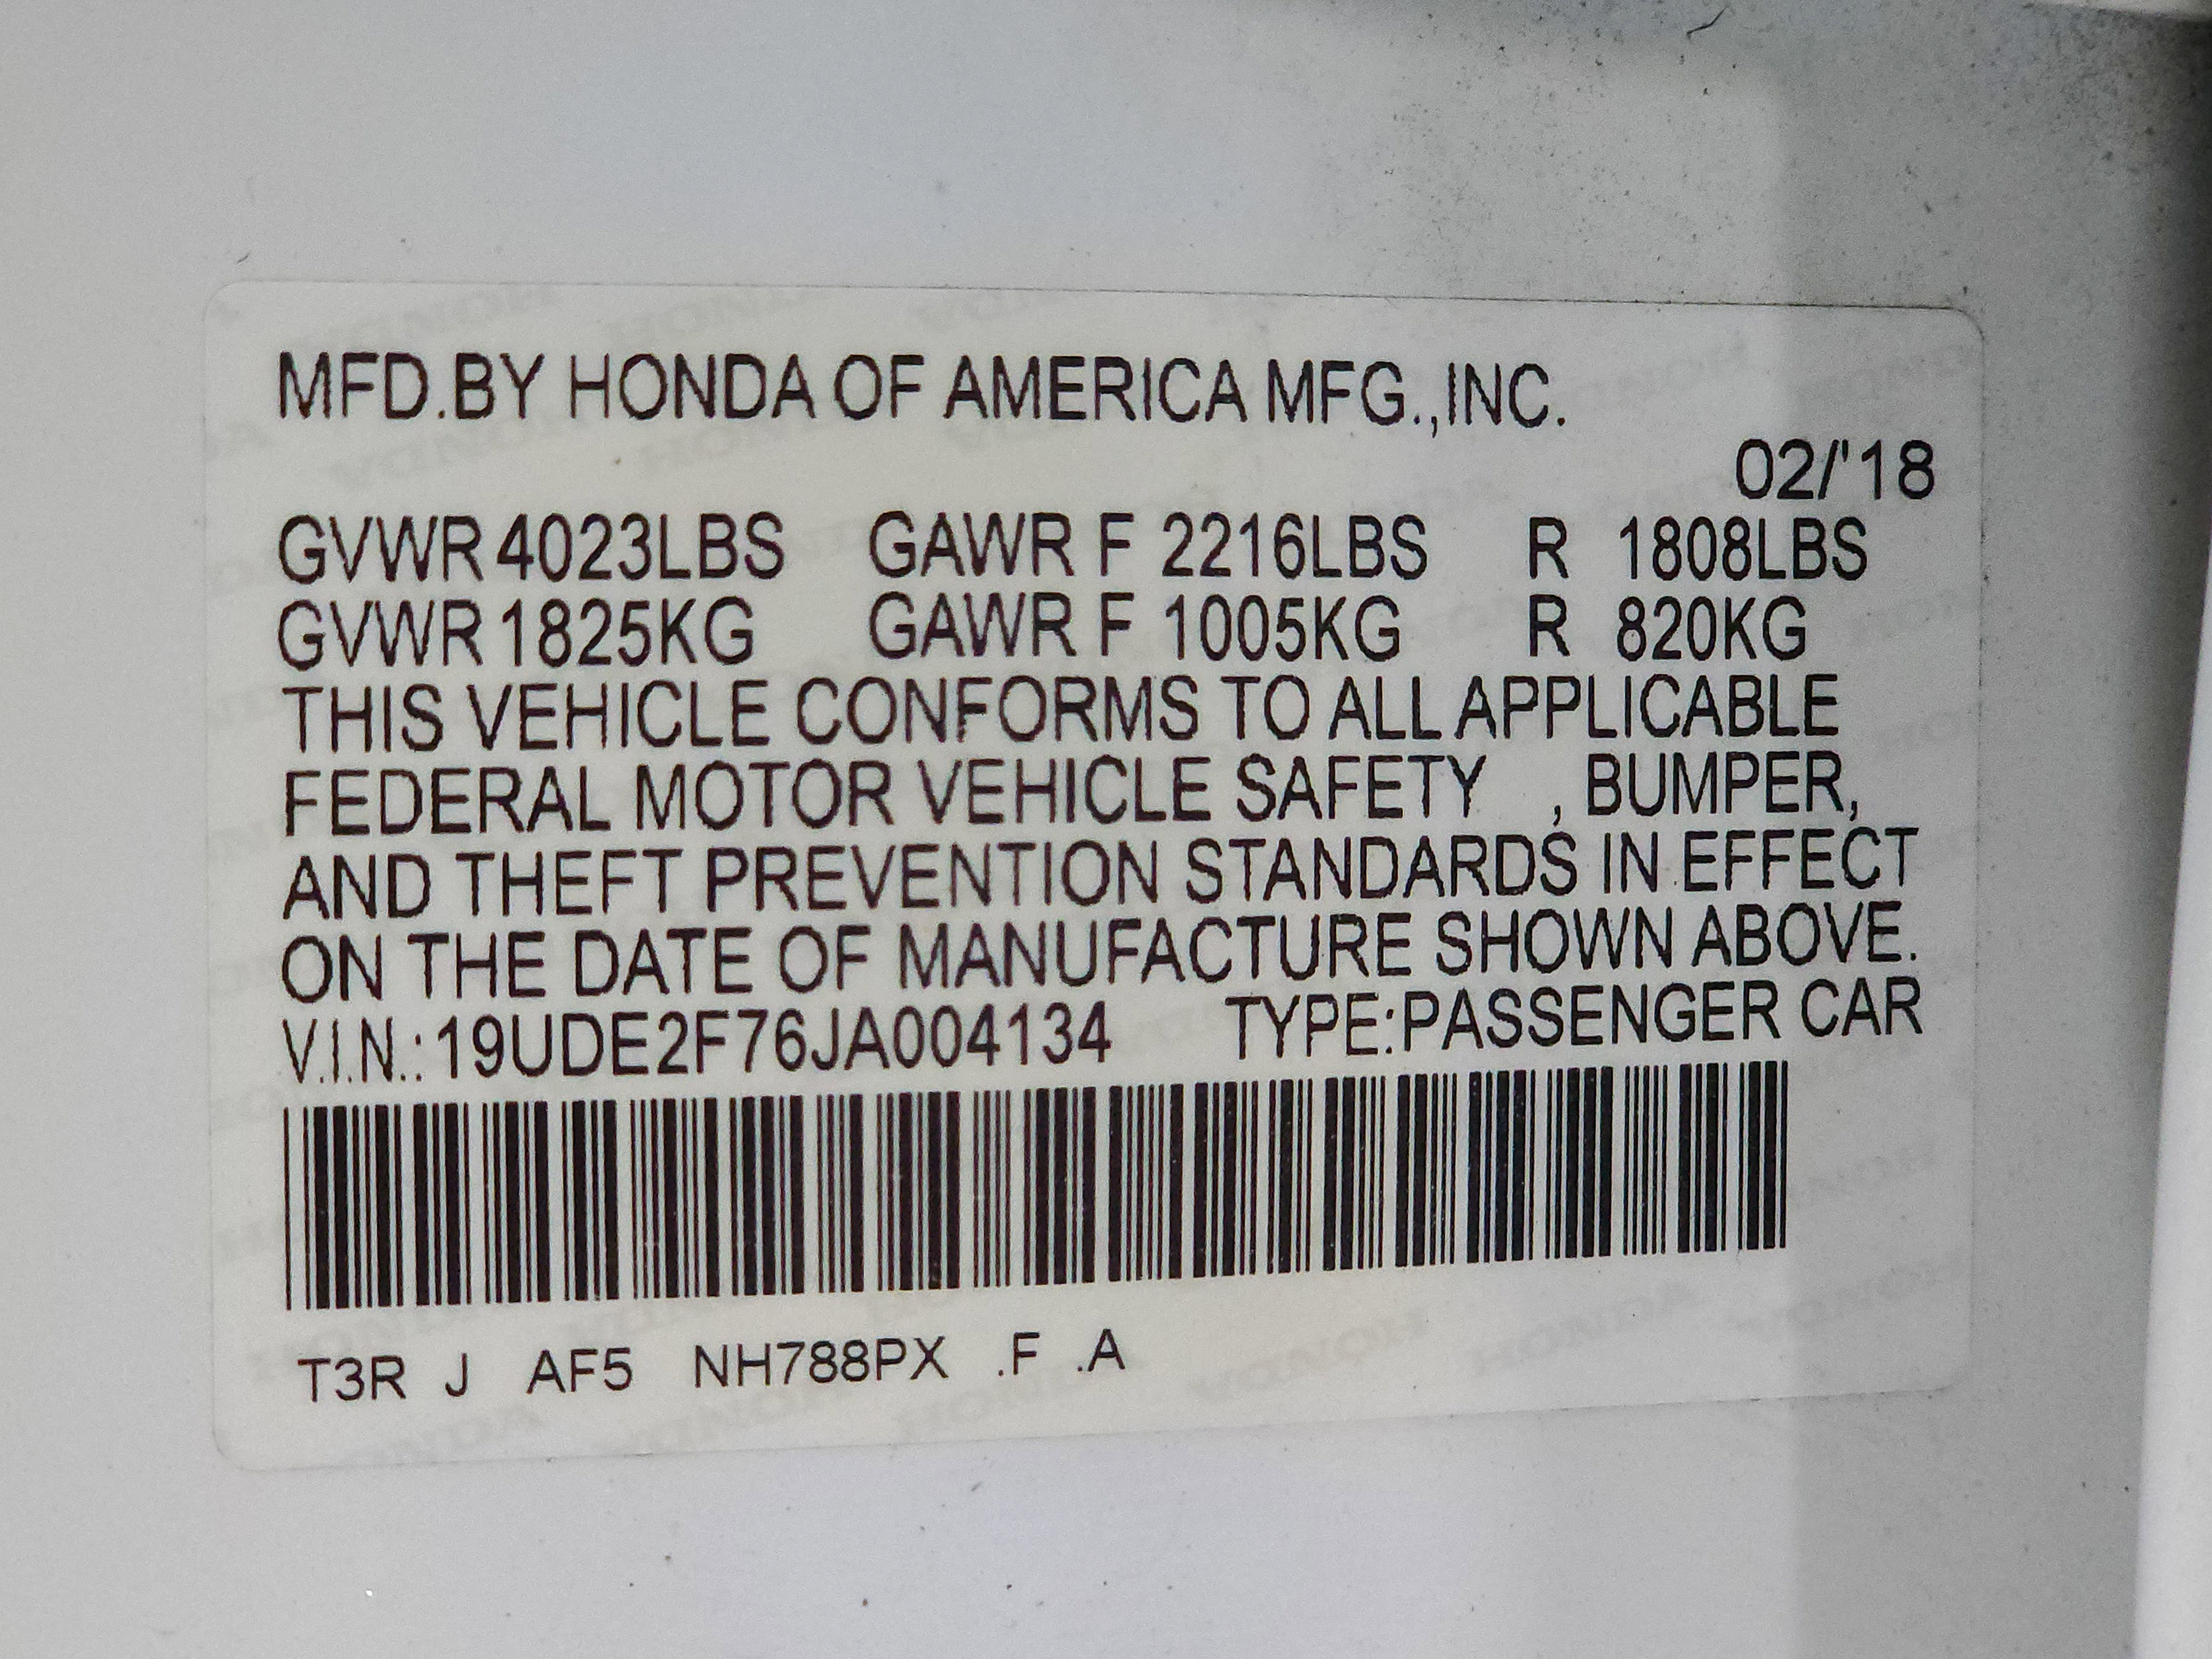 MFD.BY HONDA OF AMERICA MFG.,INC.
02/'18
GVWR 4023LBS GAWR F 2216LBS R 1808LBS
GVWR 1825KG GAWR F 1005KG R 820KG
THIS VEHICLE CONFORMS TO ALL APPLICABLE
FEDERAL MOTOR VEHICLE SAFETY , BUMPER,
AND THEFT PREVENTION STANDARDS IN EFFECT
ON THE DATE OF MANUFACTURE SHOWN ABOVE.
V.I.N.:19UDE2F76JA004134 TYPE:PASSENGER CAR
T3R J AF5 NH788PX .F .A